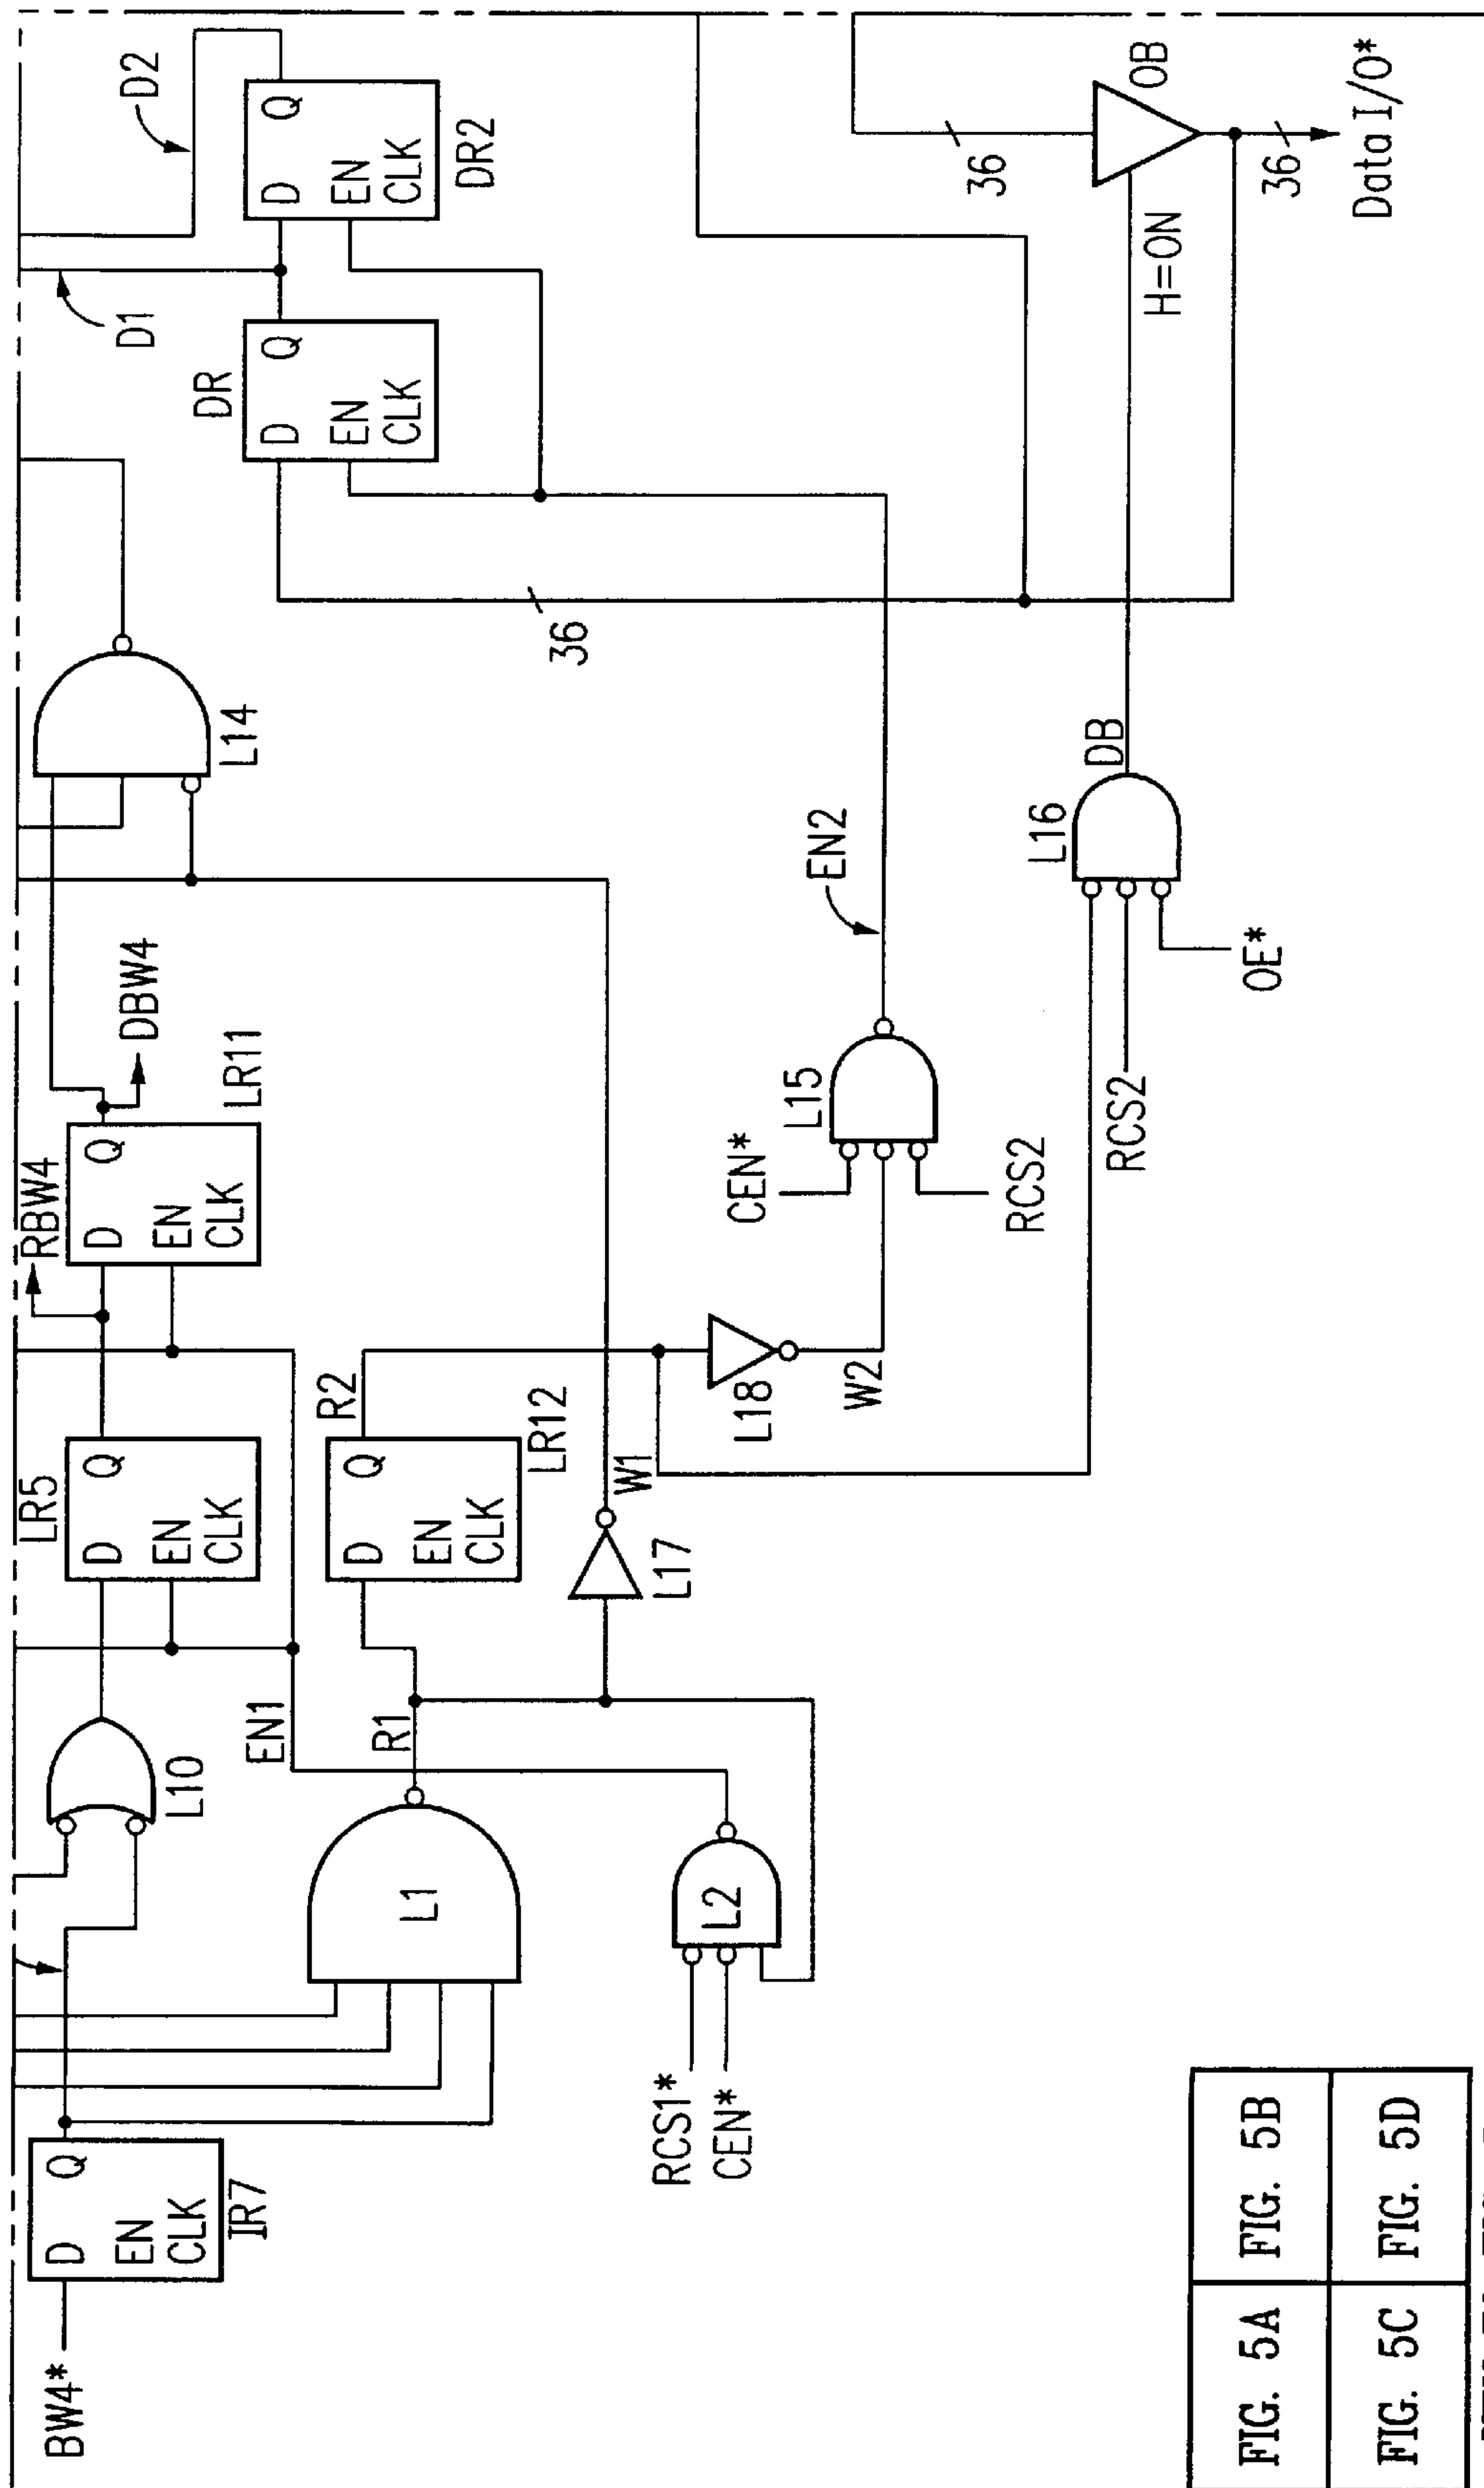 BW4*
D Q
EN
CLK
IR7
L10
EN1
LR5
D Q
EN
CLK
RBW4
D Q
EN
CLK
LR11
DBW4
L14
D1
D2
DR
D Q
EN
CLK
D Q
EN
CLK
DR2
L1
R1
D Q
EN
CLK
LR12
R2
L17
W1
36
RCS1*
CEN*
L2
L18
W2
CEN*
L15
RCS2
EN2
L16
RCS2
OE*
DB
H=ON
36
OB
36
Data I/O*
FIG. 5A FIG. 5B
FIG. 5C FIG. 5D